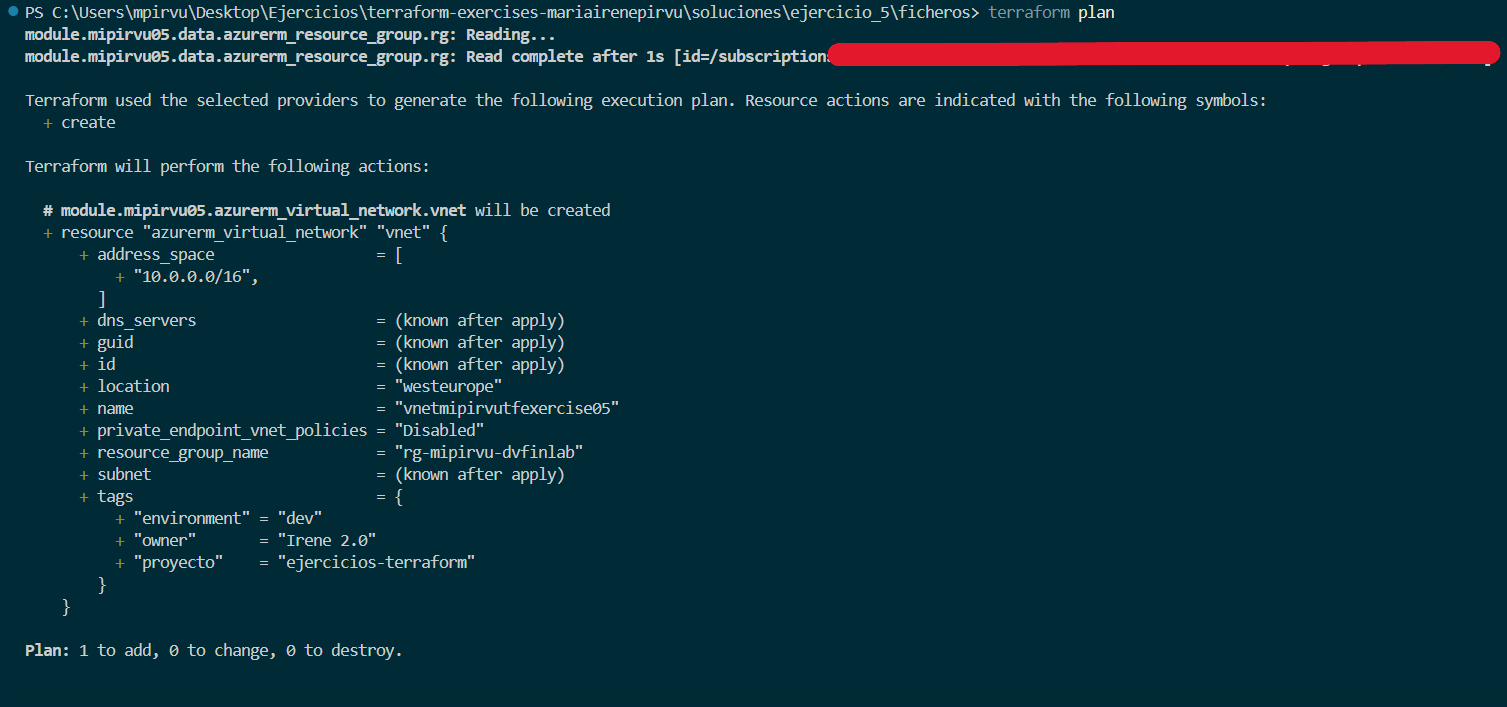 PS C:\Users\mpirvu\Desktop\Ejercicios\terraform-exercises-mariairenepirvu\soluciones\ejercicio_5\ficheros> terraform plan
module.mipirvu05.data.azurerm_resource_group.rg: Reading...
module.mipirvu05.data.azurerm_resource_group.rg: Read complete after 1s [id=/subscriptions
Terraform used the selected providers to generate the following execution plan. Resource actions are indicated with the following symbols:
+ create
Terraform will perform the following actions:
# module.mipirvu05.azurerm_virtual_network.vnet will be created
+ resource "azurerm_virtual_network" "vnet" {
+ address_space = [
+ "10.0.0.0/16",
]
+ dns_servers = (known after apply)
+ guid = (known after apply)
+ id = (known after apply)
+ location = "westeurope"
+ name = "vnetmipirvutfexercise05"
+ private_endpoint_vnet_policies = "Disabled"
+ resource_group_name = "rg-mipirvu-dvfinlab"
+ subnet = (known after apply)
+ tags = {
+ "environment" = "dev"
+ "owner" = "Irene 2.0"
+ "proyecto" = "ejercicios-terraform"
}
}
Plan: 1 to add, 0 to change, 0 to destroy.